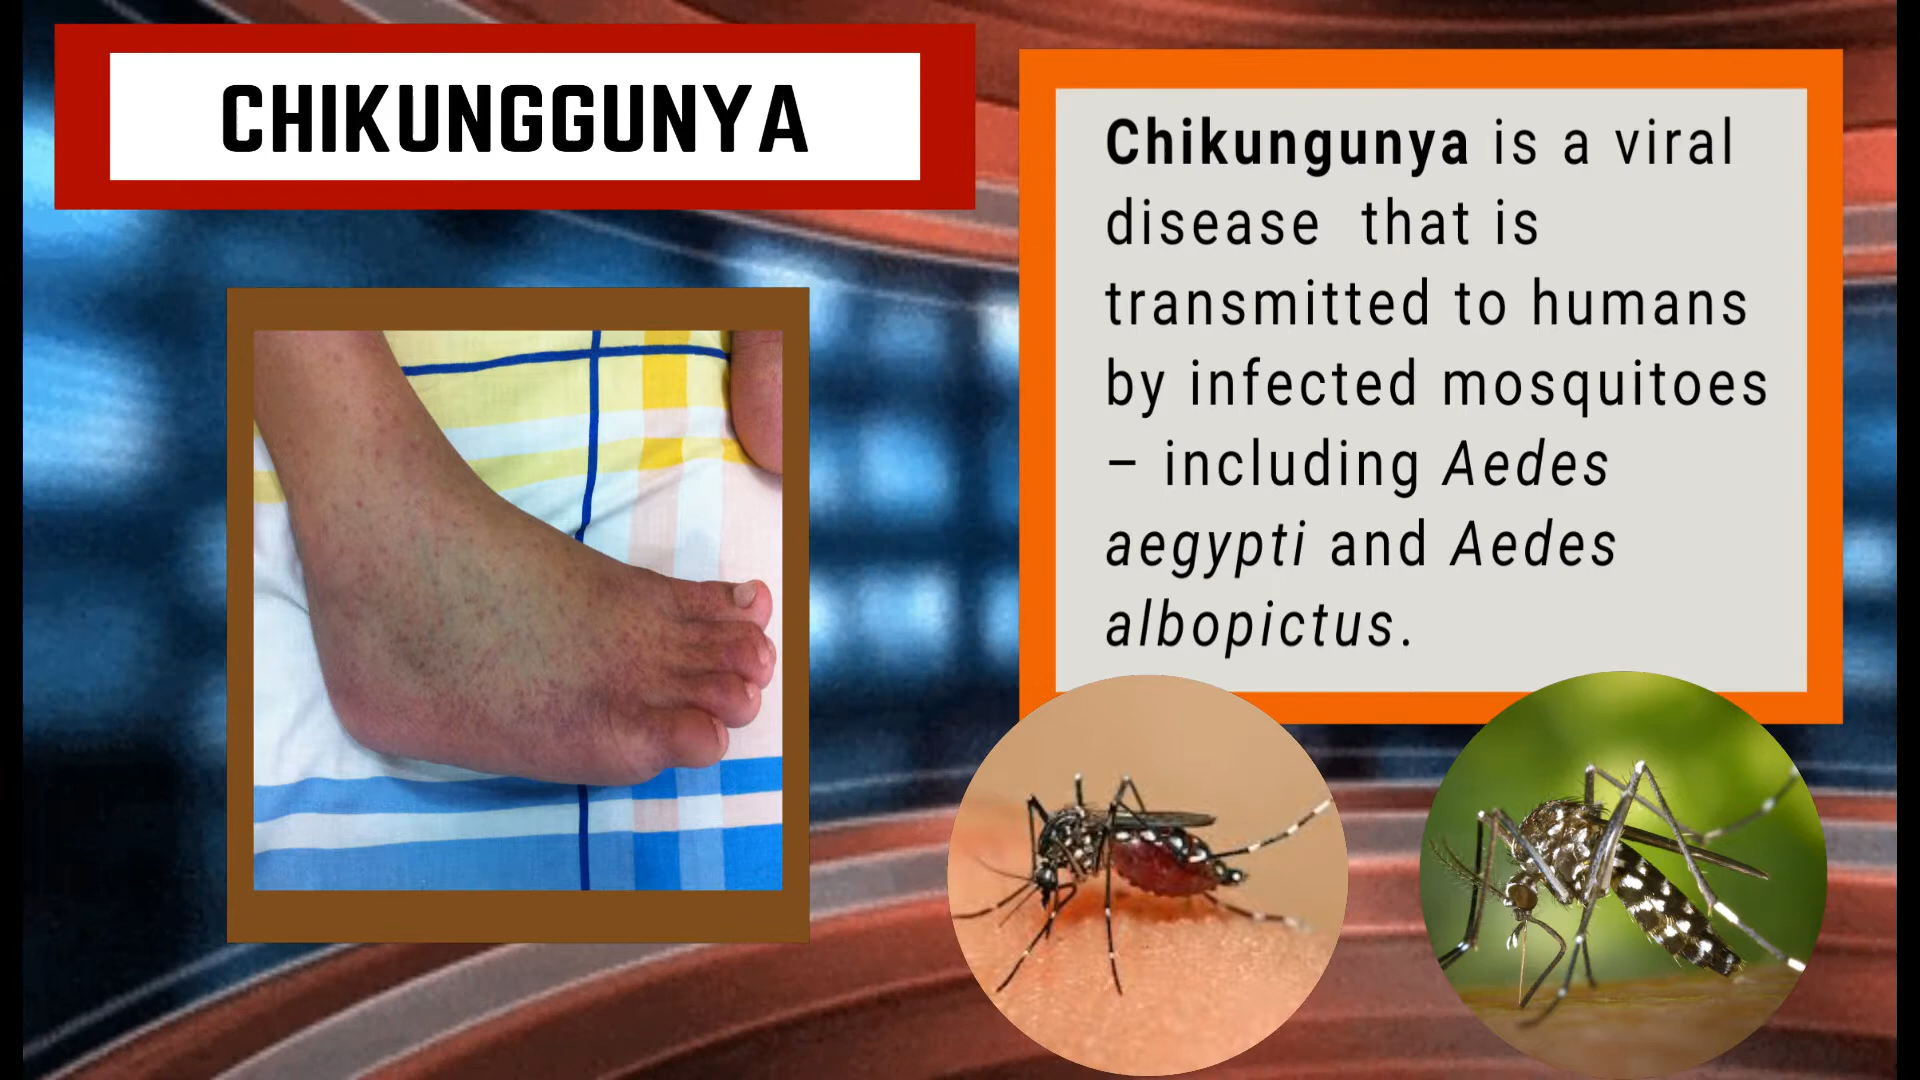 CHIKUNGGUNYA
Chikungunya is a viral
disease that is
transmitted to humans
by infected mosquitoes
– including Aedes
aegypti and Aedes
albopictus.